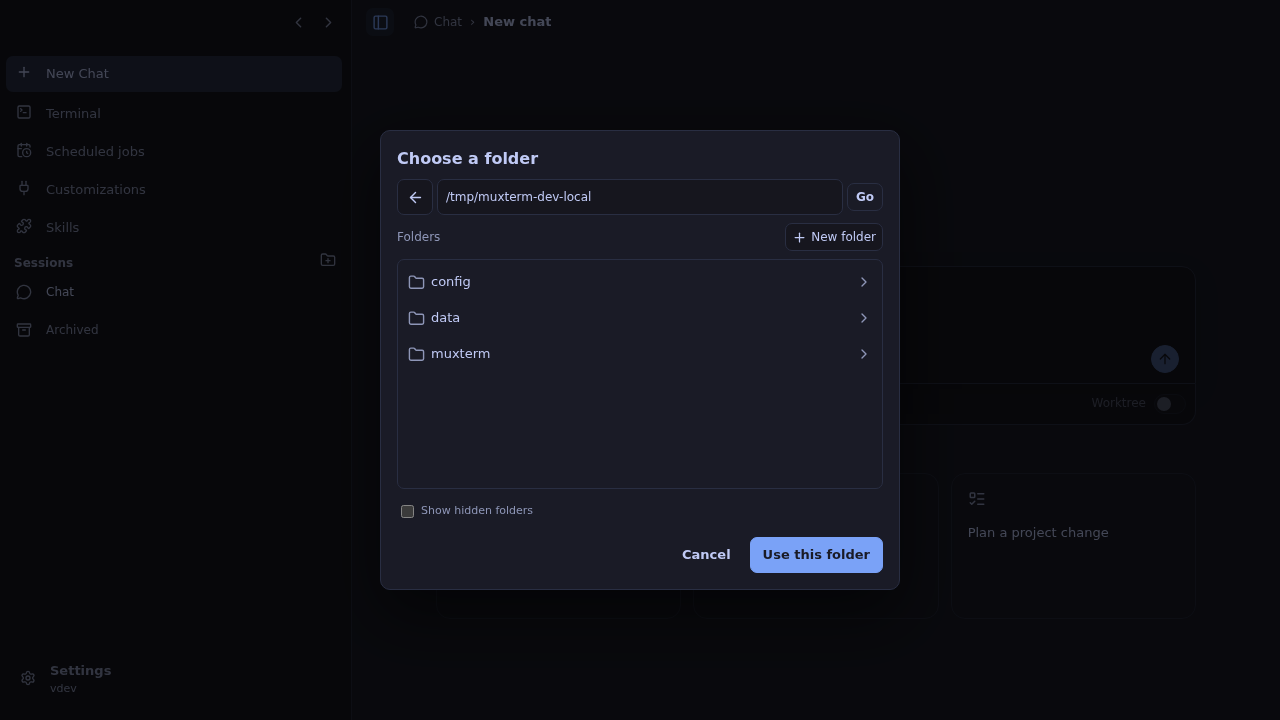 Chat › New chat
New Chat
Terminal
Scheduled jobs
Customizations
Skills
Sessions
Chat
Archived
Settings
vdev
Choose a folder
/tmp/muxterm-dev-local
Go
Folders
New folder
config
data
muxterm
Show hidden folders
Cancel
Use this folder
Worktree
Plan a project change